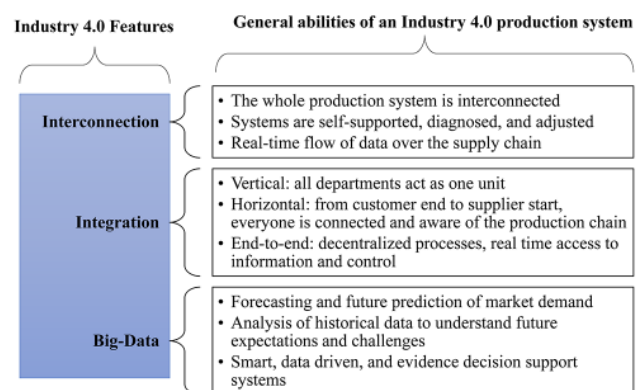 Industry 4.0 Features
General abilities of an Industry 4.0 production system
Interconnection
• The whole production system is interconnected
• Systems are self-supported, diagnosed, and adjusted
• Real-time flow of data over the supply chain
Integration
• Vertical: all departments act as one unit
• Horizontal: from customer end to supplier start,
everyone is connected and aware of the production chain
• End-to-end: decentralized processes, real time access to
information and control
Big-Data
• Forecasting and future prediction of market demand
• Analysis of historical data to understand future
expectations and challenges
• Smart, data driven, and evidence decision support
systems